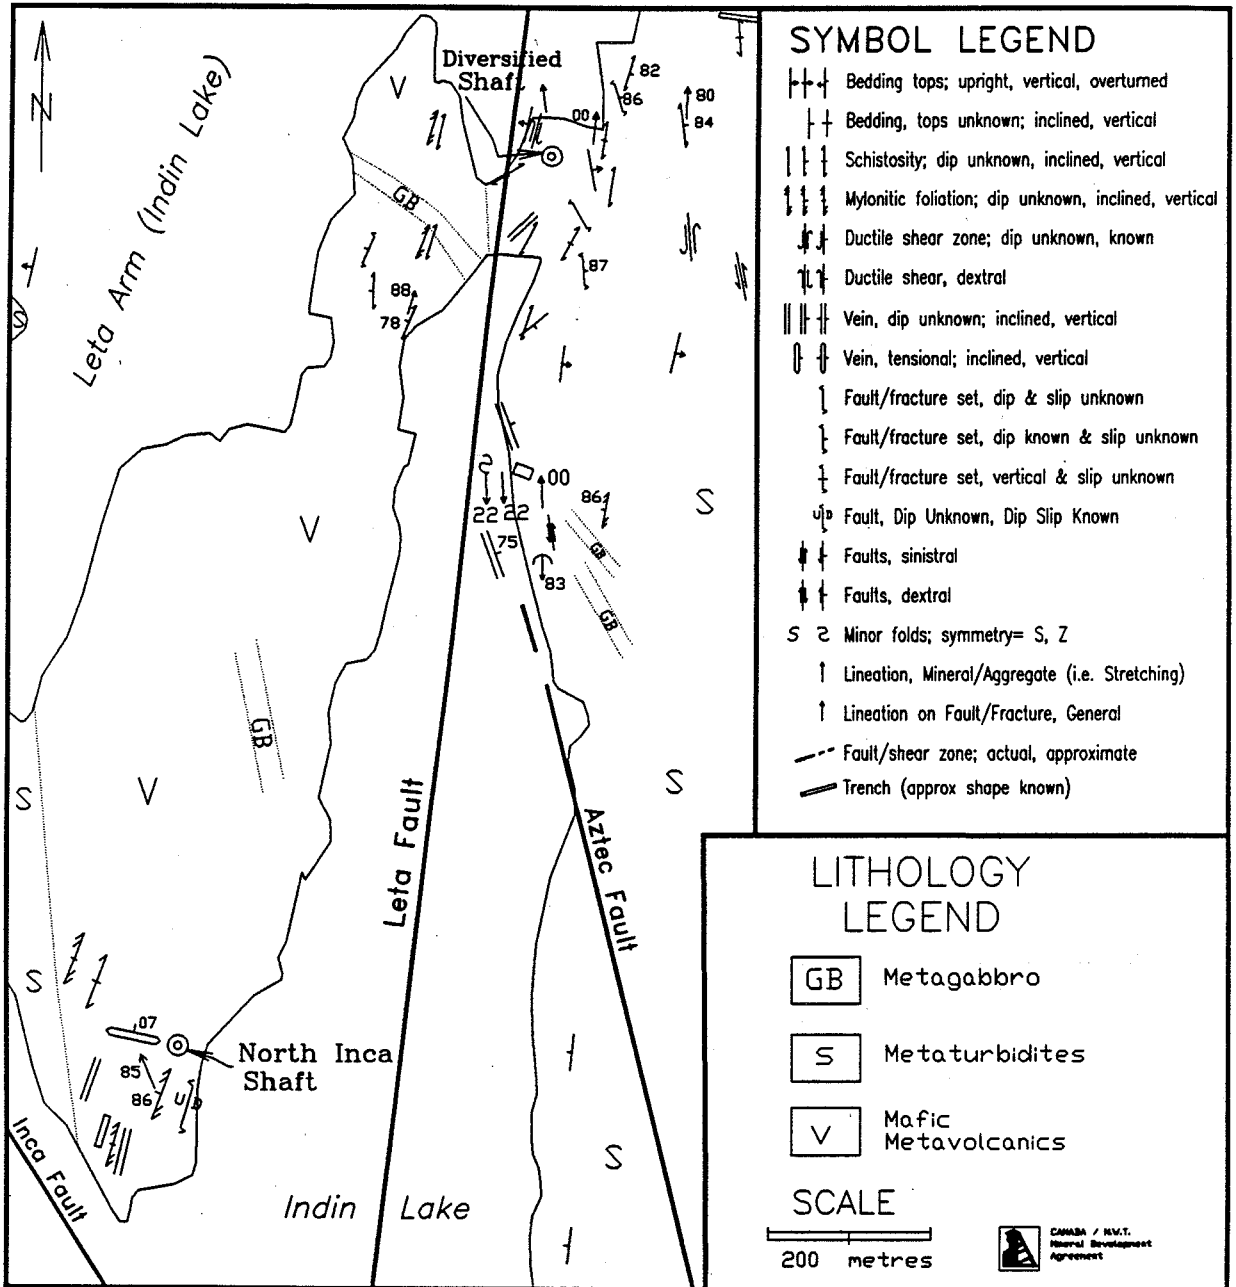 N
Leta Arm (Indin Lake)
V
Diversified
Shaft
82
86
80
84
00
GB
87
88
78
S
V
S
00
22 22
86
75
83
GB
GB
GB
V
S
S
Leta Fault
Aztec Fault
S
07
North Inca
Shaft
85
86
U D
Inca Fault
S
Indin Lake
SYMBOL LEGEND
Bedding tops; upright, vertical, overturned
Bedding, tops unknown; inclined, vertical
Schistosity; dip unknown, inclined, vertical
Mylonitic foliation; dip unknown, inclined, vertical
Ductile shear zone; dip unknown, known
Ductile shear, dextral
Vein, dip unknown; inclined, vertical
Vein, tensional; inclined, vertical
Fault/fracture set, dip & slip unknown
Fault/fracture set, dip known & slip unknown
Fault/fracture set, vertical & slip unknown
U D Fault, Dip Unknown, Dip Slip Known
Faults, sinistral
Faults, dextral
Minor folds; symmetry= S, Z
Lineation, Mineral/Aggregate (i.e. Stretching)
Lineation on Fault/Fracture, General
Fault/shear zone; actual, approximate
Trench (approx shape known)
LITHOLOGY
LEGEND
GB Metagabbro
S Metaturbidites
V Mafic
Metavolcanics
SCALE
200 metres
CANADA / N.W.T.
Mineral Development
Agreement